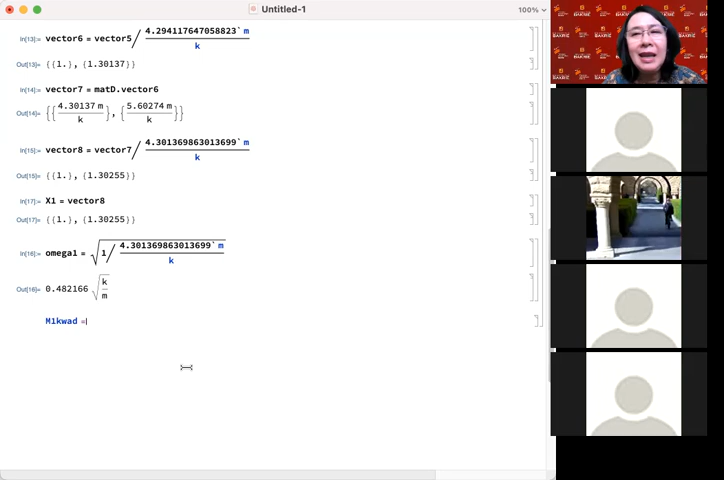 Untitled-1
100%
In[13]:= vector6 = vector5 / 4.294117647058823` m
k
Out[13]= {{1.}, {1.30137}}
In[14]:= vector7 = matD.vector6
Out[14]= {{4.30137 m / k}, {5.60274 m / k}}
In[15]:= vector8 = vector7 / 4.301369863013699` m
k
Out[15]= {{1.}, {1.30255}}
In[17]:= X1 = vector8
Out[17]= {{1.}, {1.30255}}
In[16]:= omega1 = √ 1 / 4.301369863013699` m
k
Out[16]= 0.482166 √ k
m
M1kwad =